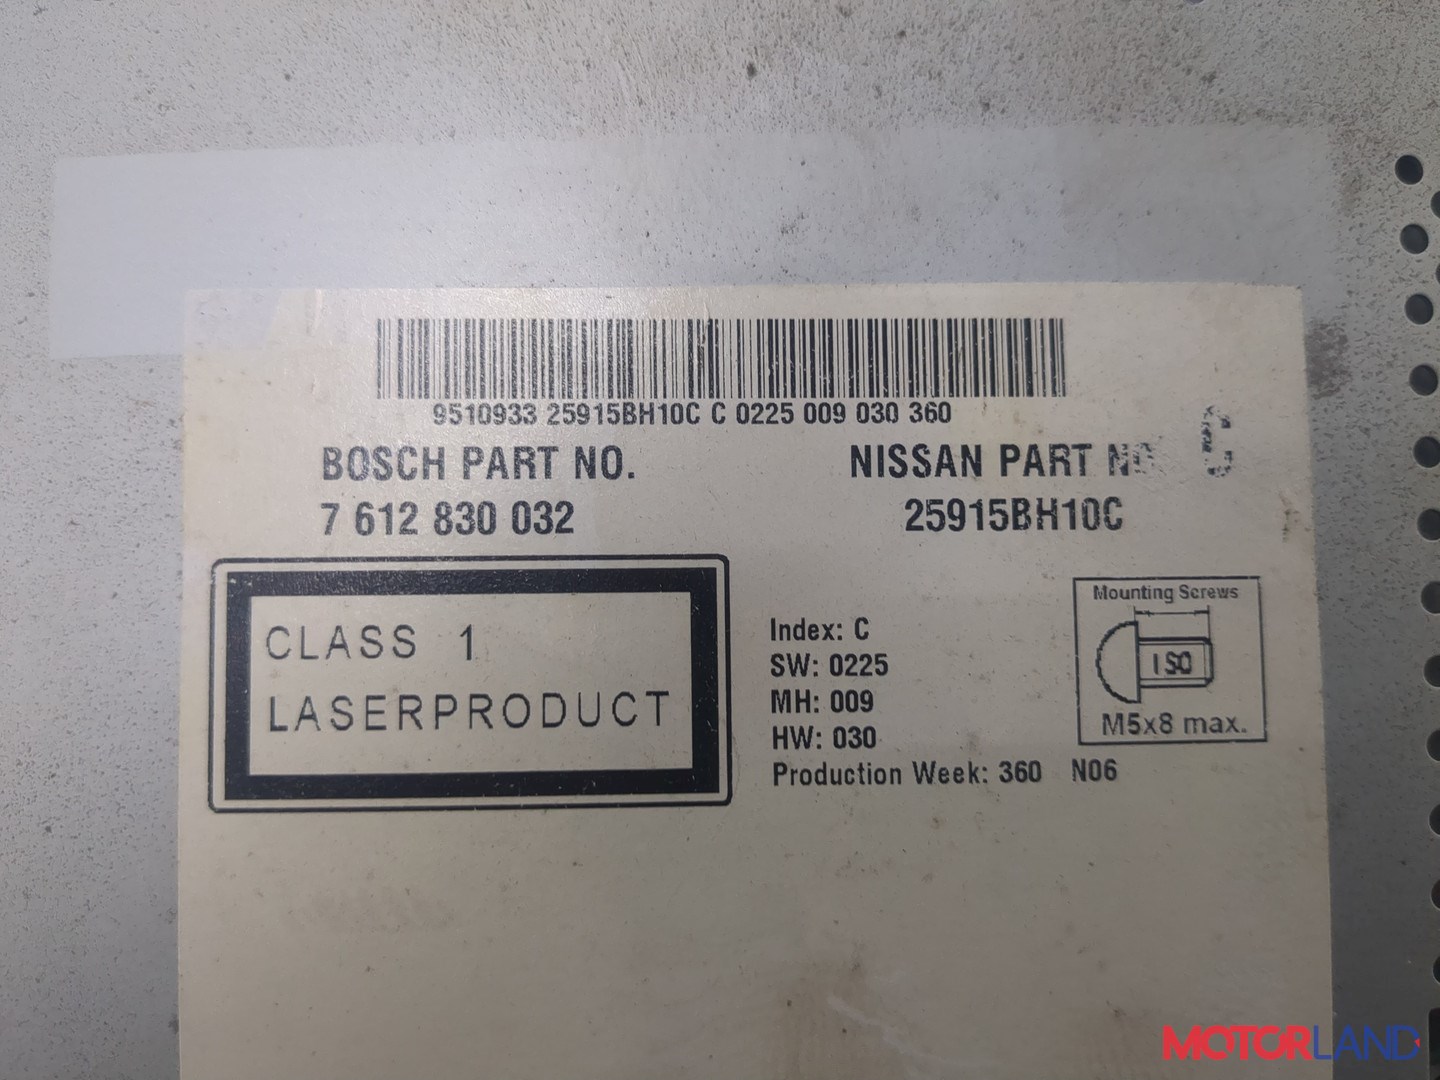 9510933 25915BH10C C 0225 009 030 360
BOSCH PART NO.
7 612 830 032
NISSAN PART NO
C
25915BH10C
CLASS 1
LASERPRODUCT
Index: C
SW: 0225
MH: 009
HW: 030
Production Week: 360 N06
Mounting Screws
ISO
M5x8 max.
MOTORLAND